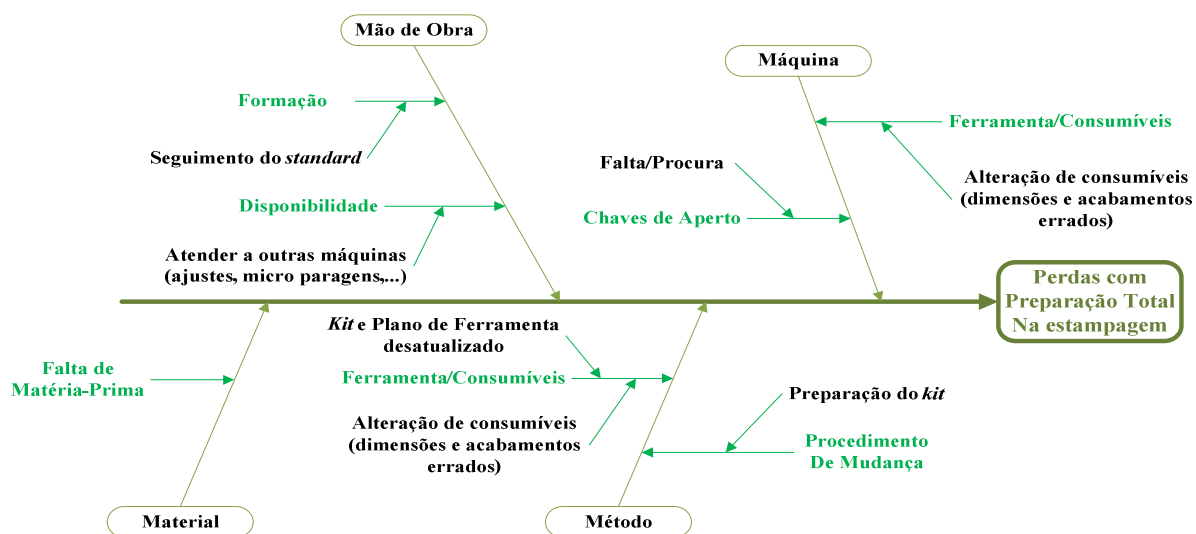 Mão de Obra
Máquina
Formação
Ferramenta/Consumíveis
Seguimento do standard
Falta/Procura
Alteração de consumíveis
(dimensões e acabamentos
errados)
Disponibilidade
Chaves de Aperto
Atender a outras máquinas
(ajustes, micro paragens,...)
Perdas com
Preparação Total
Na estampagem
Kit e Plano de Ferramenta
desatualizado
Falta de
Matéria-Prima
Ferramenta/Consumíveis
Preparação do kit
Alteração de consumíveis
(dimensões e acabamentos
errados)
Procedimento
De Mudança
Material
Método